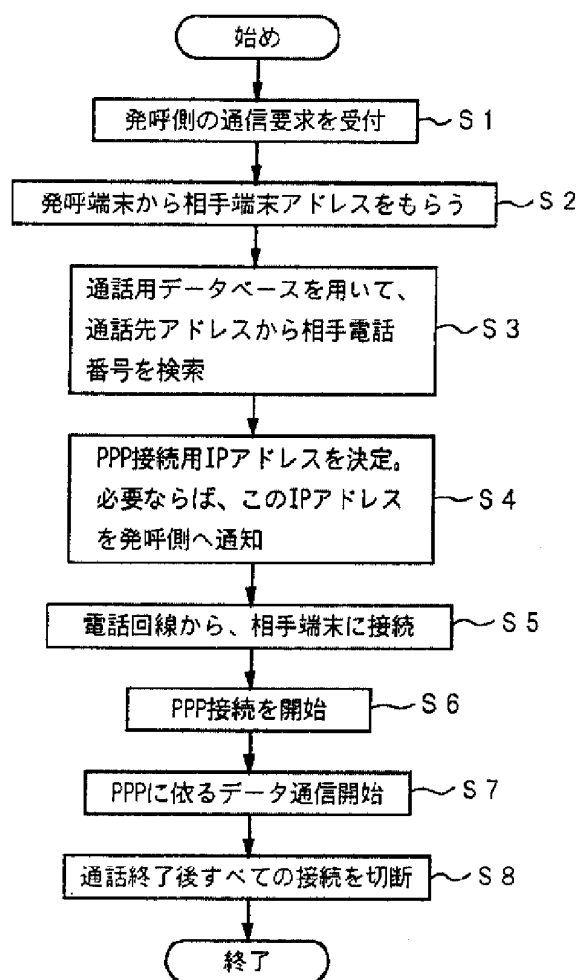 始め
発呼側の通信要求を受付
S1
発呼端末から相手端末アドレスをもらう
S2
通話用データベースを用いて、
通話先アドレスから相手電話
番号を検索
S3
PPP接続用IPアドレスを決定。
必要ならば、このIPアドレス
を発呼側へ通知
S4
電話回線から、相手端末に接続
S5
PPP接続を開始
S6
PPPに依るデータ通信開始
S7
通話終了後すべての接続を切断
S8
終了